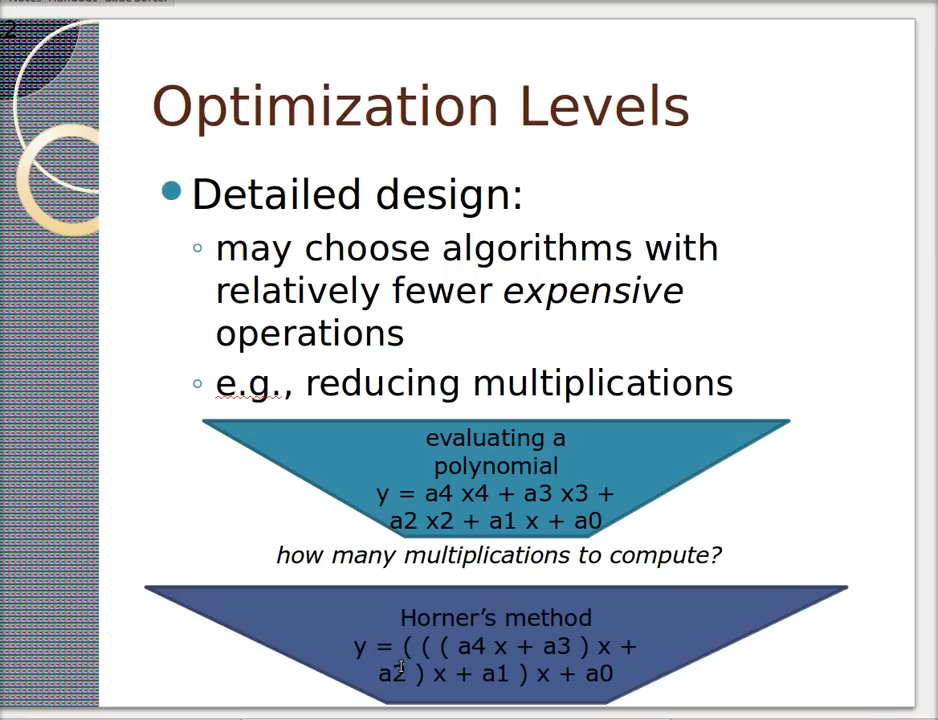 2
Optimization Levels
Detailed design:
may choose algorithms with
relatively fewer expensive
operations
e.g., reducing multiplications
evaluating a
polynomial
y = a4 x4 + a3 x3 +
a2 x2 + a1 x + a0
how many multiplications to compute?
Horner’s method
y = ( ( ( a4 x + a3 ) x +
a2 ) x + a1 ) x + a0